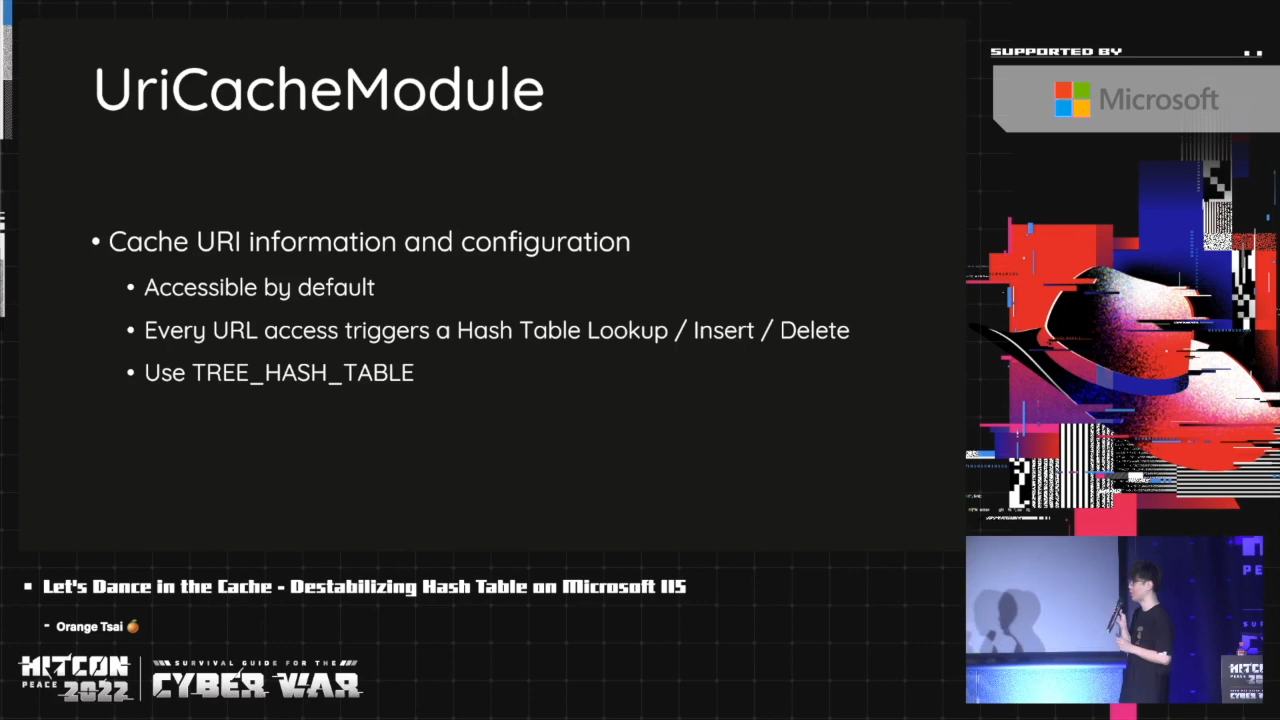 UriCacheModule
• Cache URI information and configuration
• Accessible by default
• Every URL access triggers a Hash Table Lookup / Insert / Delete
• Use TREE_HASH_TABLE
SUPPORTED BY
Microsoft
Let's Dance in the Cache - Destabilizing Hash Table on Microsoft IIS
- Orange Tsai
HITCON
PEACE 2022
SURVIVAL GUIDE FOR THE
CYBER WAR